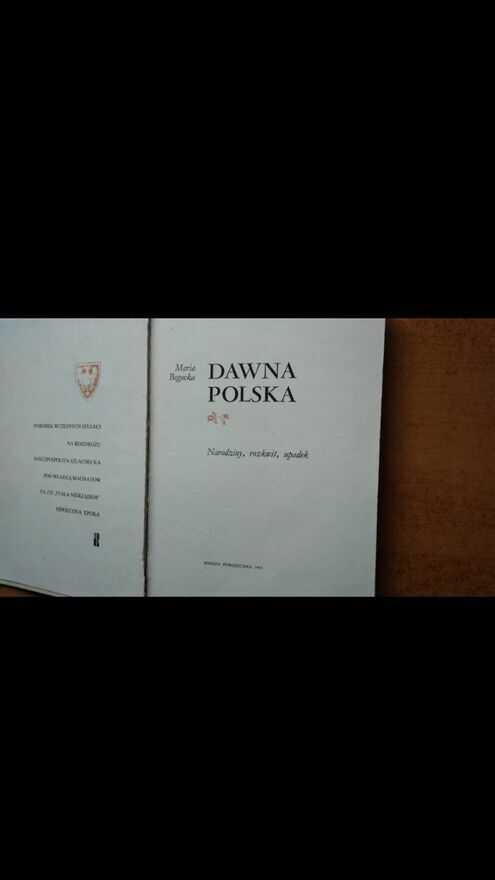 DOROBEK WCZESNYCH STULECI
NA ROZDROŻU
RZECZPOSPOLITA SZLACHECKA
POD WŁADZĄ MAGNATÓW
TA, CO „STAŁA NIERZĄDEM”
OŚWIECONA EPOKA
Maria
Bogucka
DAWNA
POLSKA
Narodziny, rozkwit, upadek
WIEDZA POWSZECHNA